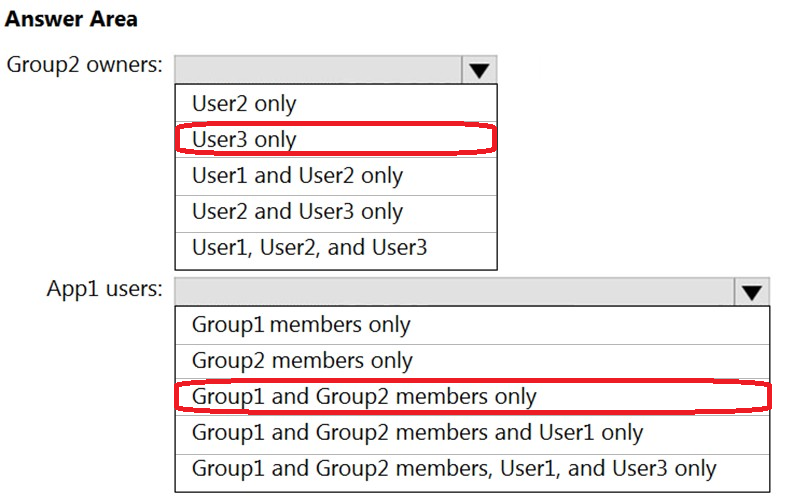 Answer Area
Group2 owners:
User2 only
User3 only
User1 and User2 only
User2 and User3 only
User1, User2, and User3
App1 users:
Group1 members only
Group2 members only
Group1 and Group2 members only
Group1 and Group2 members and User1 only
Group1 and Group2 members, User1, and User3 only